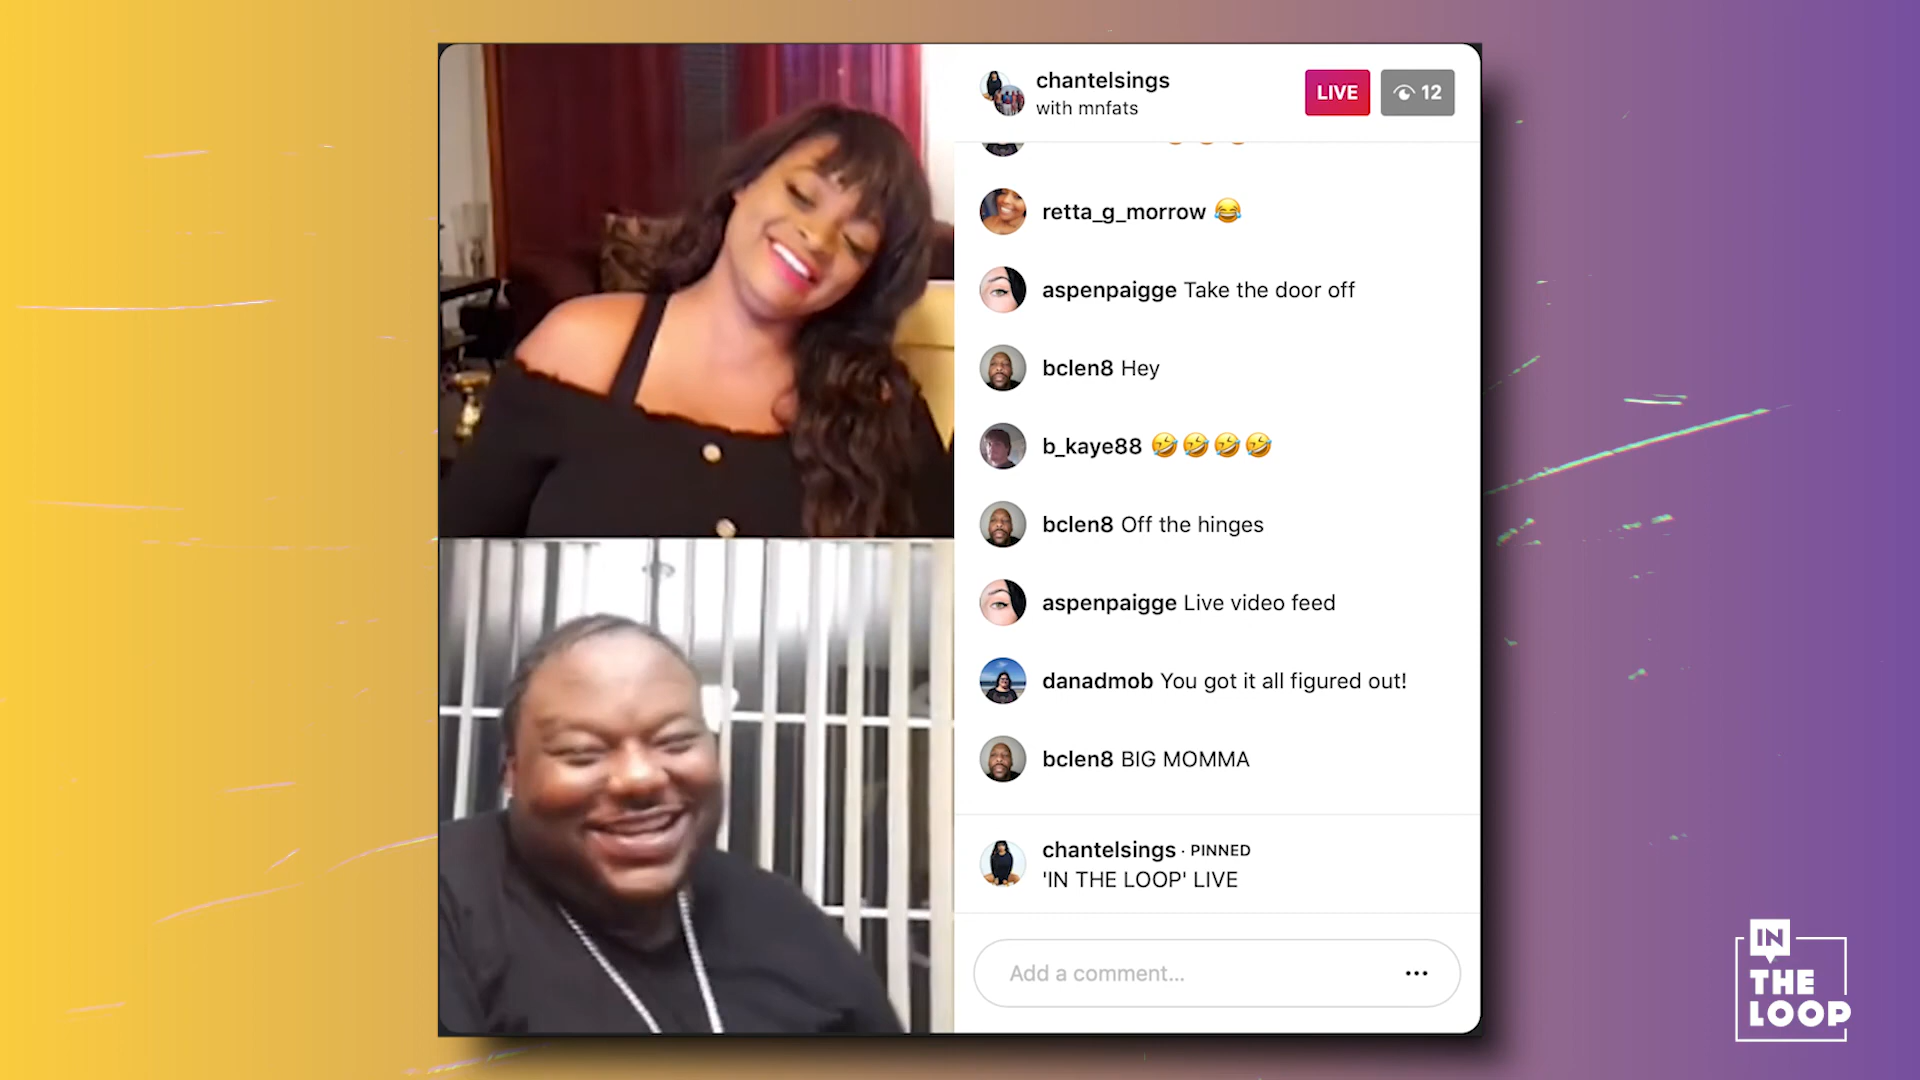 chantelsings
with mnfats
LIVE
12
retta_g_morrow 😂
aspenpaigge Take the door off
bclen8 Hey
b_kaye88 🤣🤣🤣🤣
bclen8 Off the hinges
aspenpaigge Live video feed
danadmob You got it all figured out!
bclen8 BIG MOMMA
chantelsings · PINNED
'IN THE LOOP' LIVE
Add a comment...
IN
THE
LOOP